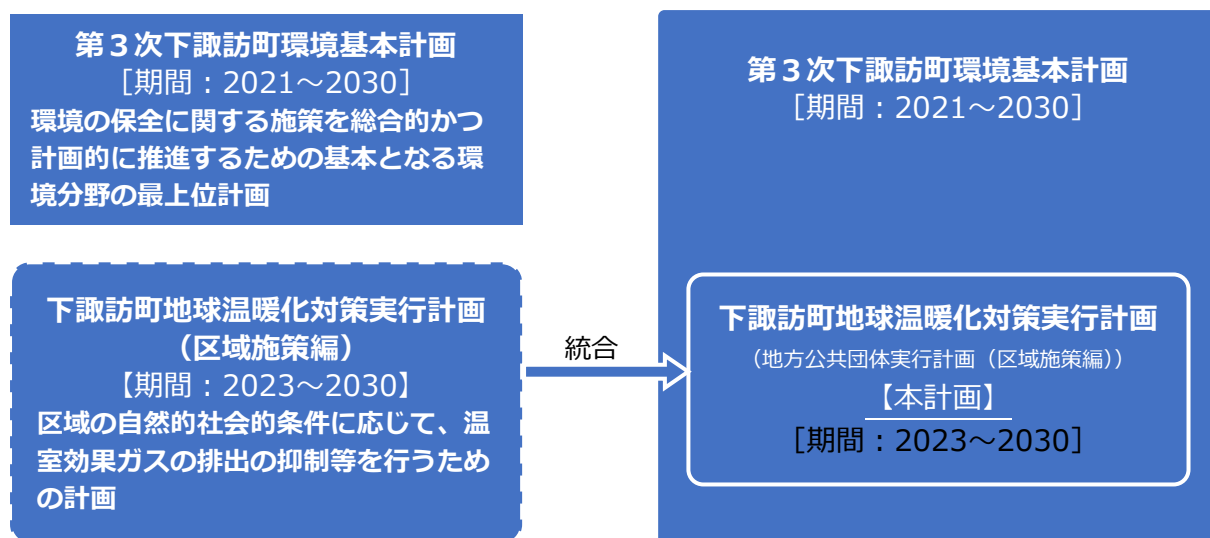 第３次下諏訪町環境基本計画
［期間：2021～2030］
環境の保全に関する施策を総合的かつ
計画的に推進するための基本となる環
境分野の最上位計画
下諏訪町地球温暖化対策実行計画
（区域施策編）
【期間：2023～2030】
区域の自然的社会的条件に応じて、温
室効果ガスの排出の抑制等を行うため
の計画
統合
第３次下諏訪町環境基本計画
［期間：2021～2030］
下諏訪町地球温暖化対策実行計画
（地方公共団体実行計画（区域施策編））
【本計画】
［期間：2023～2030］